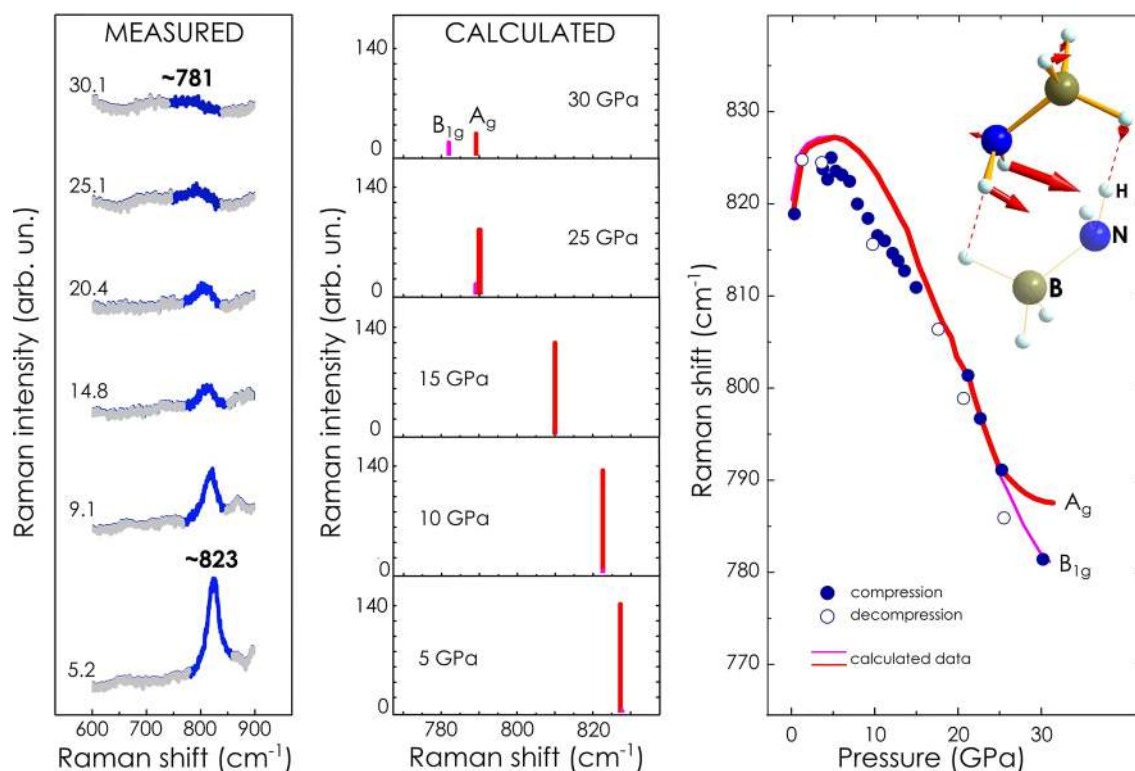 MEASURED
30.1
~781
25.1
20.4
14.8
9.1
~823
5.2
600 700 800 900
Raman shift (cm⁻¹)
Raman intensity (arb. un.)
CALCULATED
140
30 GPa
B1g
Ag
0
140
25 GPa
0
140
15 GPa
0
140
10 GPa
0
140
5 GPa
0
780 800 820
Raman shift (cm⁻¹)
Raman intensity (arb. un.)
830
820
810
800
790
780
770
0 10 20 30
Pressure (GPa)
Raman shift (cm⁻¹)
H
N
B
Ag
B1g
compression
decompression
calculated data